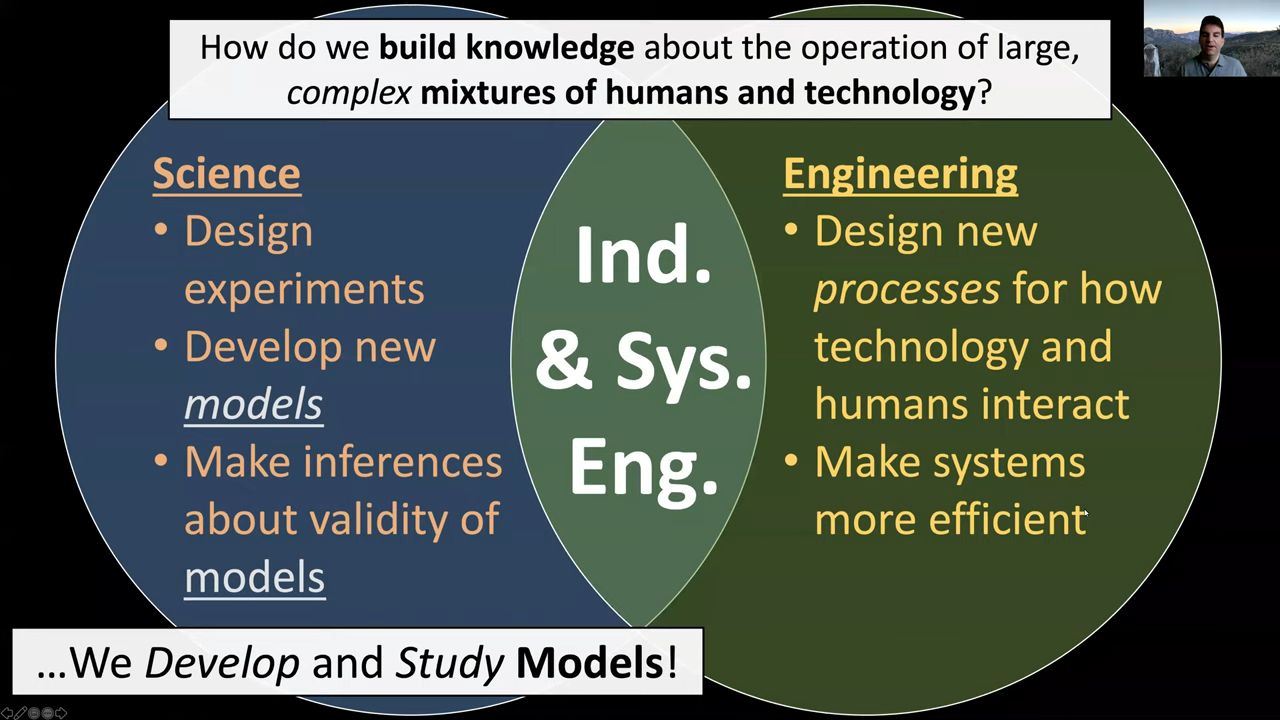 How do we build knowledge about the operation of large,
complex mixtures of humans and technology?
Science
• Design
experiments
• Develop new
models
• Make inferences
about validity of
models
Ind.
& Sys.
Eng.
Engineering
• Design new
processes for how
technology and
humans interact
• Make systems
more efficient
...We Develop and Study Models!